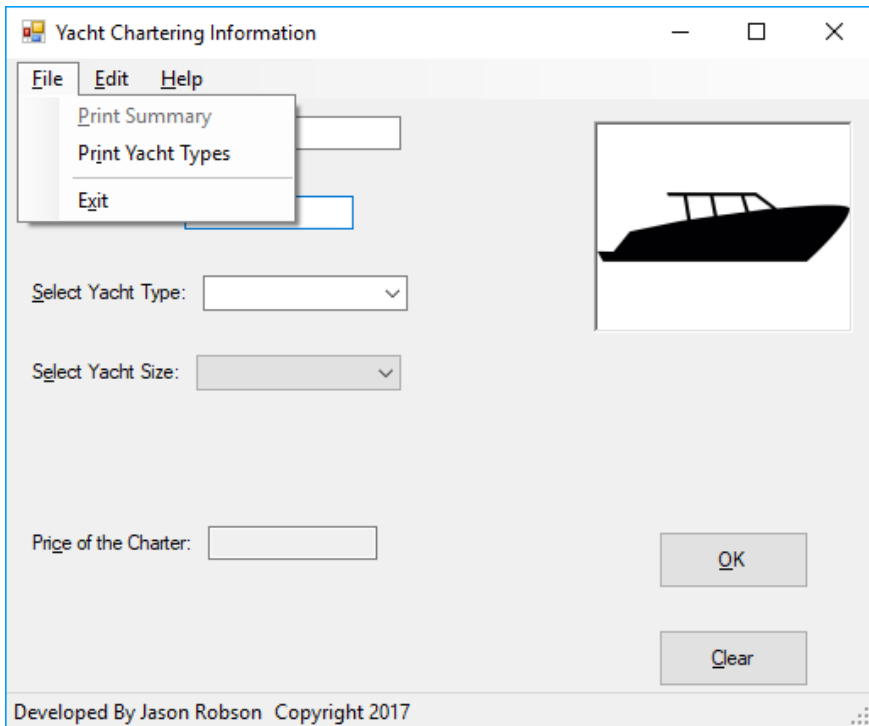 Yacht Chartering Information
File Edit Help
Print Summary
Print Yacht Types
Exit
Select Yacht Type:
Select Yacht Size:
Price of the Charter:
OK
Clear
Developed By Jason Robson Copyright 2017